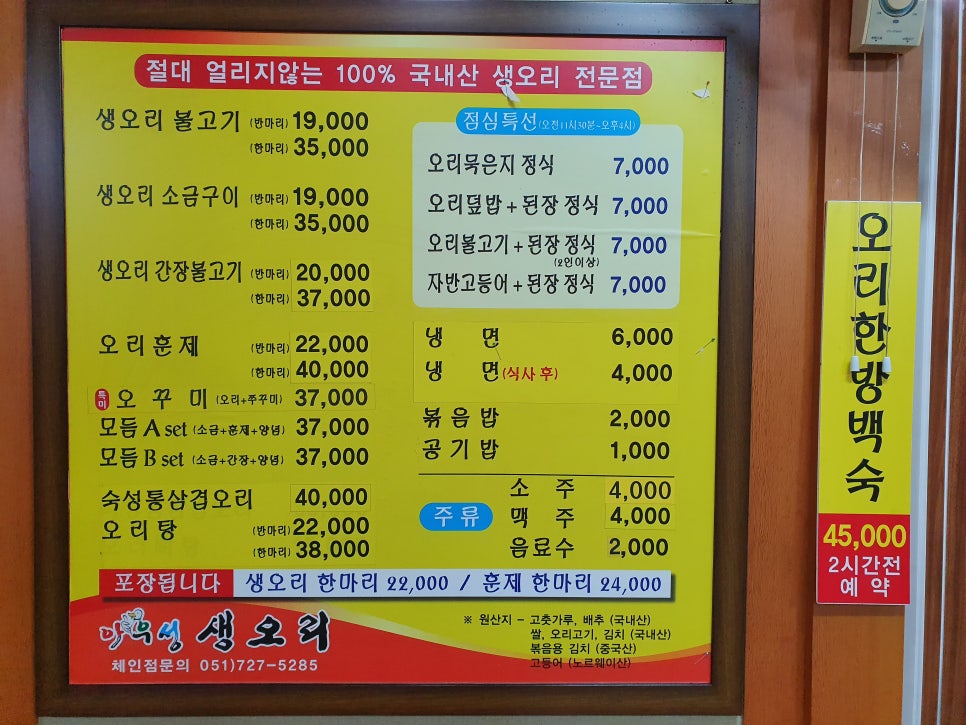 절대 얼리지않는 100% 국내산 생오리 전문점
생오리 불고기 (반마리) 19,000
(한마리) 35,000
생오리 소금구이 (반마리) 19,000
(한마리) 35,000
생오리 간장불고기 (반마리) 20,000
(한마리) 37,000
오리훈제 (반마리) 22,000
(한마리) 40,000
특미 오꾸미 (오리+쭈꾸미) 37,000
모듬 A set (소금+훈제+양념) 37,000
모듬 B set (소금+간장+양념) 37,000
숙성통삼겹오리 40,000
오리탕 (반마리) 22,000
(한마리) 38,000
점심특선 (오전11시30분~오후4시)
오리묵은지 정식 7,000
오리덮밥+된장 정식 7,000
오리불고기+된장 정식 7,000
(2인이상)
자반고등어+된장 정식 7,000
냉면 6,000
냉면 (식사 후) 4,000
볶음밥 2,000
공기밥 1,000
주류
소주 4,000
맥주 4,000
음료수 2,000
포장됩니다 생오리 한마리 22,000 / 훈제 한마리 24,000
생오리
체인점문의 051)727-5285
※ 원산지 - 고춧가루, 배추 (국내산)
쌀, 오리고기, 김치 (국내산)
볶음용 김치 (중국산)
고등어 (노르웨이산)
오리한방백숙
45,000
2시간전
예약